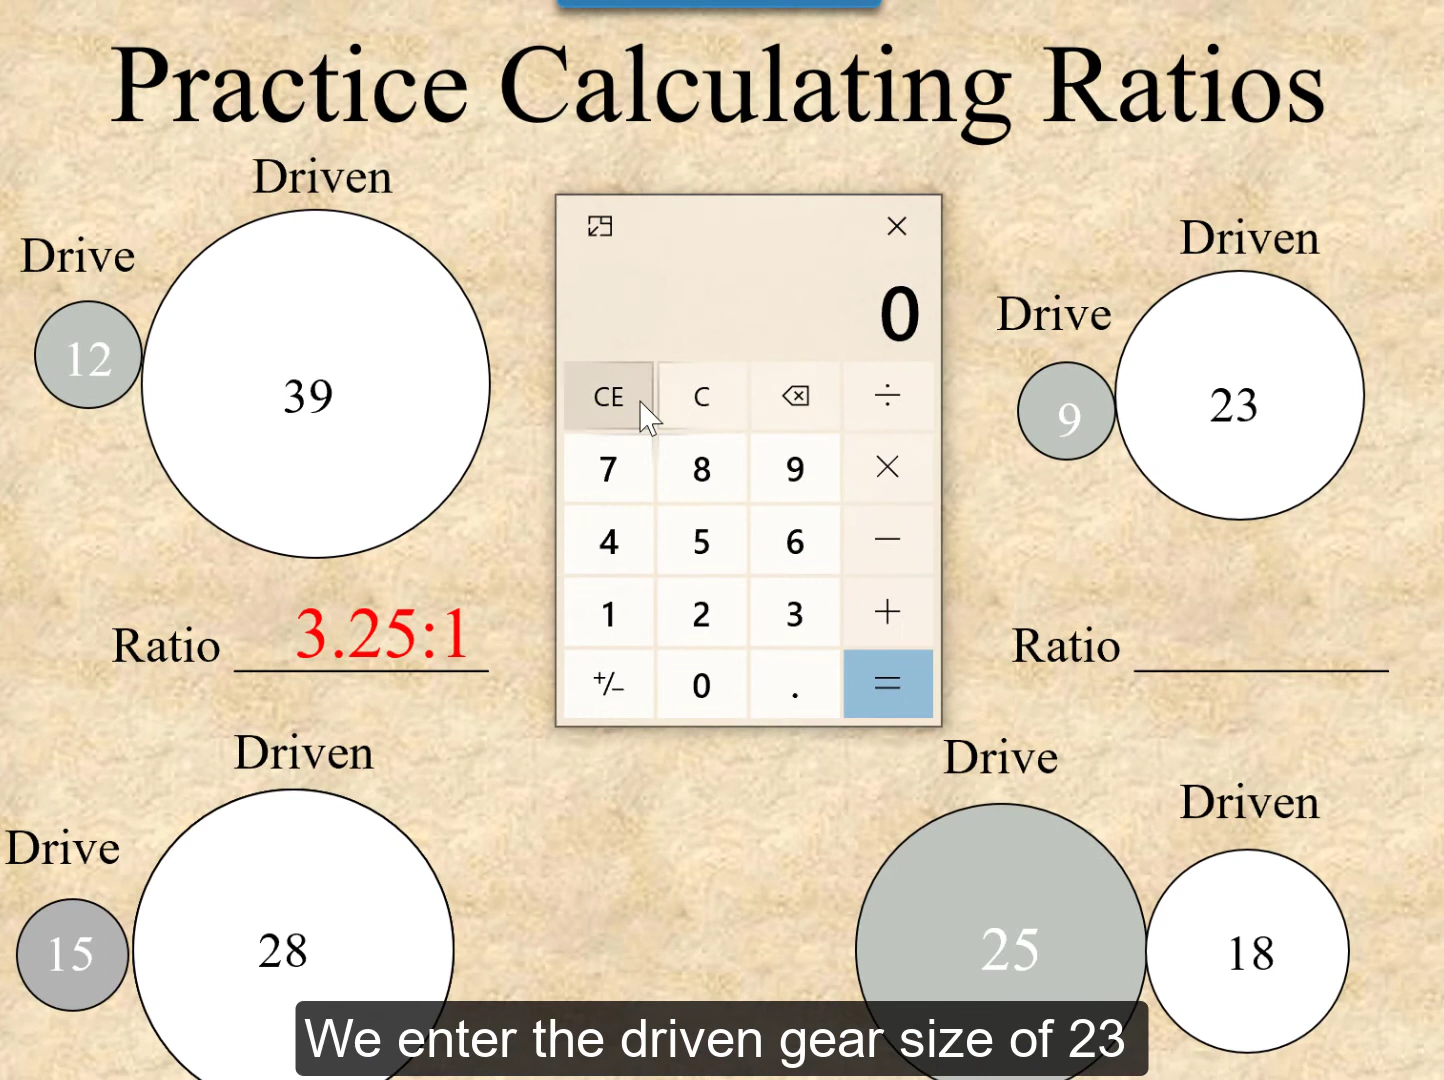 Practice Calculating Ratios
Driven
Drive
12
39
Ratio 3.25:1
0
CE C ÷
7 8 9 ×
4 5 6 −
1 2 3 +
+/− 0 . =
Driven
Drive
9
23
Ratio
Driven
Drive
15
28
Drive
Driven
25
18
We enter the driven gear size of 23